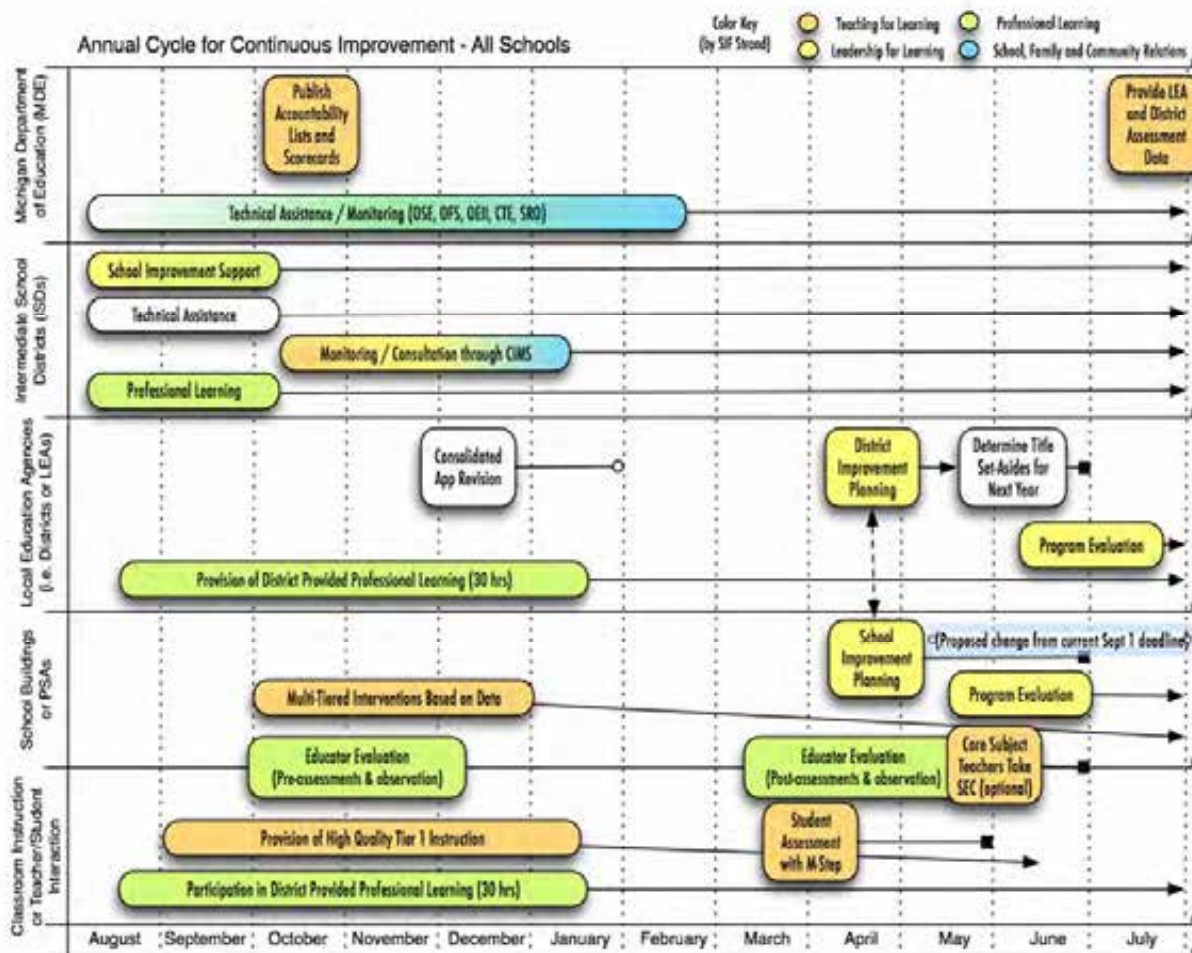 Annual Cycle for Continuous Improvement - All Schools
Color Key
(by SIF Strand)
Teaching for Learning
Professional Learning
Leadership for Learning
School, Family and Community Relations
Michigan Department
of Education (MDE)
Publish
Accountability
Lists and
Scorecards
Provide LEA
and District
Assessment
Data
Technical Assistance / Monitoring (OSE, OFS, OEII, CTE, SRO)
Intermediate School
Districts (ISDs)
School Improvement Support
Technical Assistance
Monitoring / Consultation through CIMS
Professional Learning
Local Education Agencies
(i.e. Districts or LEAs)
Consolidated
App Revision
District
Improvement
Planning
Determine Title
Set-Asides for
Next Year
Program Evaluation
Provision of District Provided Professional Learning (30 hrs)
School Buildings
or PSAs
School
Improvement
Planning
(Proposed change from current Sept 1 deadline)
Multi-Tiered Interventions Based on Data
Program Evaluation
Educator Evaluation
(Pre-assessments & observation)
Educator Evaluation
(Post-assessments & observation)
Core Subject
Teachers Take
SEC (optional)
Classroom Instruction
or Teacher/Student
Interaction
Provision of High Quality Tier 1 Instruction
Student
Assessment
with M-Step
Participation in District Provided Professional Learning (30 hrs)
August
September
October
November
December
January
February
March
April
May
June
July